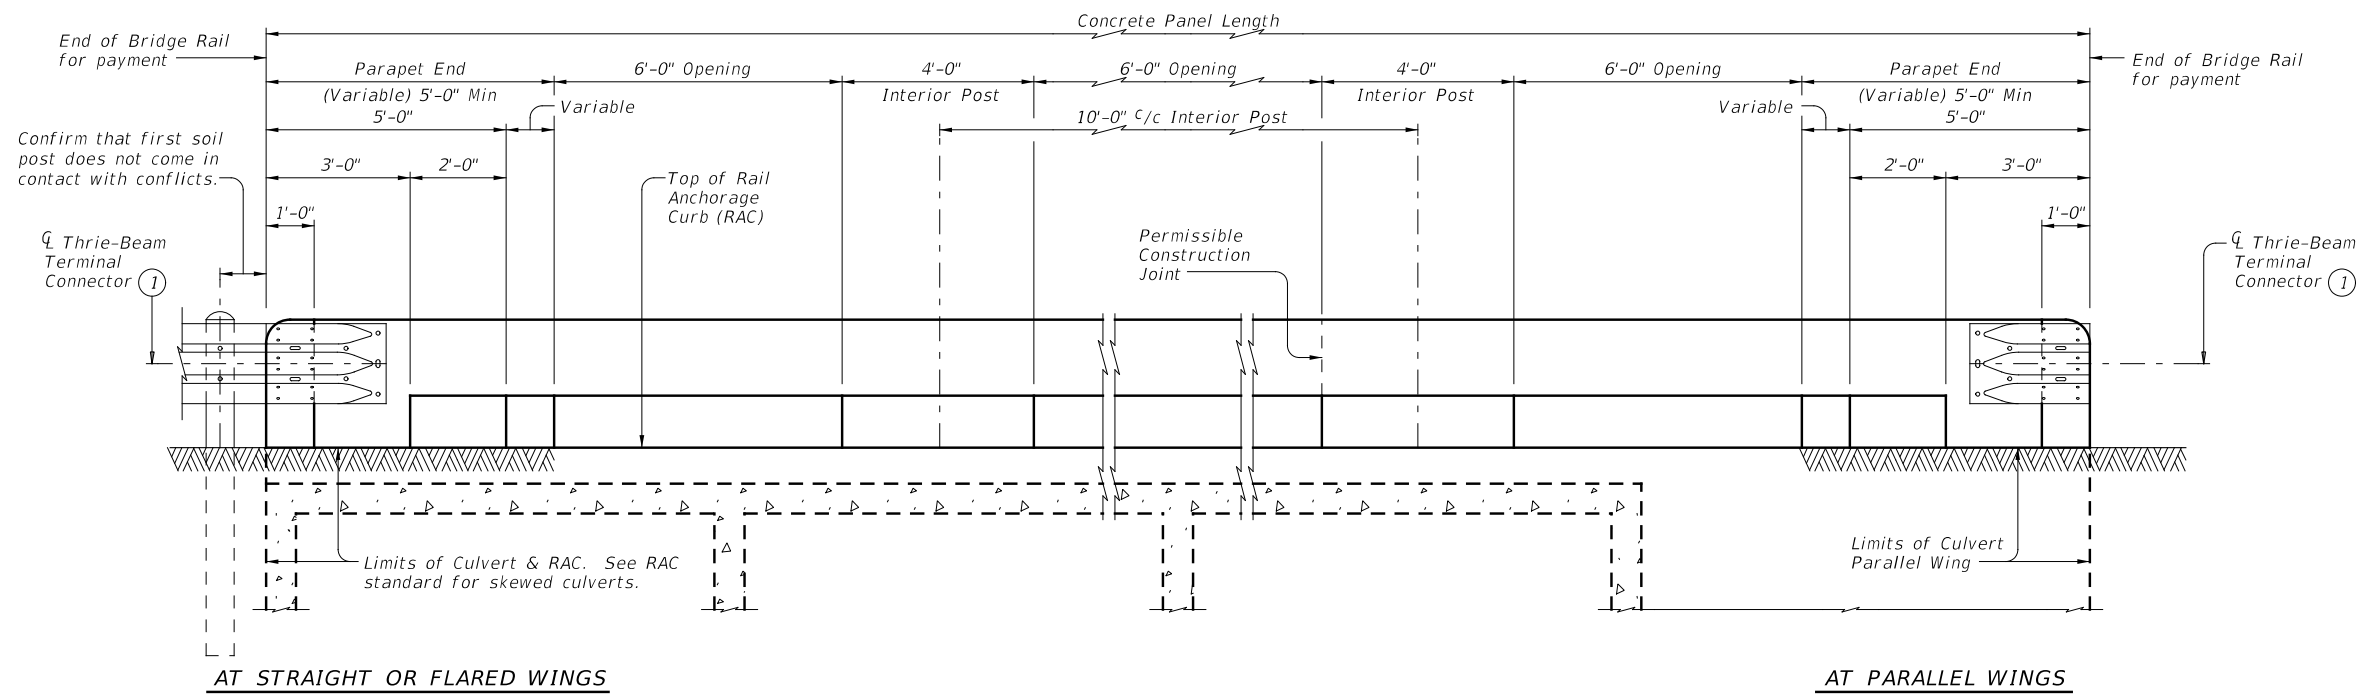 Concrete Panel Length
End of Bridge Rail
for payment
Parapet End
(Variable) 5'-0" Min
6'-0" Opening
4'-0"
Interior Post
6'-0" Opening
4'-0"
Interior Post
6'-0" Opening
Parapet End
(Variable) 5'-0" Min
End of Bridge Rail
for payment
5'-0"
Variable
10'-0" C/c Interior Post
Variable
5'-0"
Confirm that first soil
post does not come in
contact with conflicts.
3'-0"
2'-0"
Top of Rail
Anchorage
Curb (RAC)
2'-0"
3'-0"
1'-0"
1'-0"
℄ Thrie-Beam
Terminal
Connector 1
Permissible
Construction
Joint
℄ Thrie-Beam
Terminal
Connector 1
Limits of Culvert & RAC. See RAC
standard for skewed culverts.
Limits of Culvert
Parallel Wing
AT STRAIGHT OR FLARED WINGS
AT PARALLEL WINGS